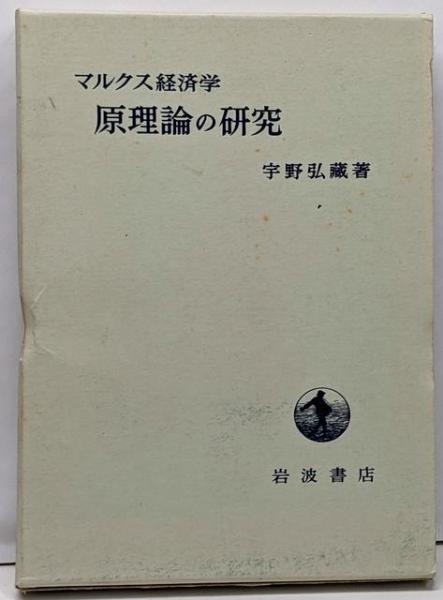 マルクス経済学
原理論の研究
宇野弘蔵著
岩波書店